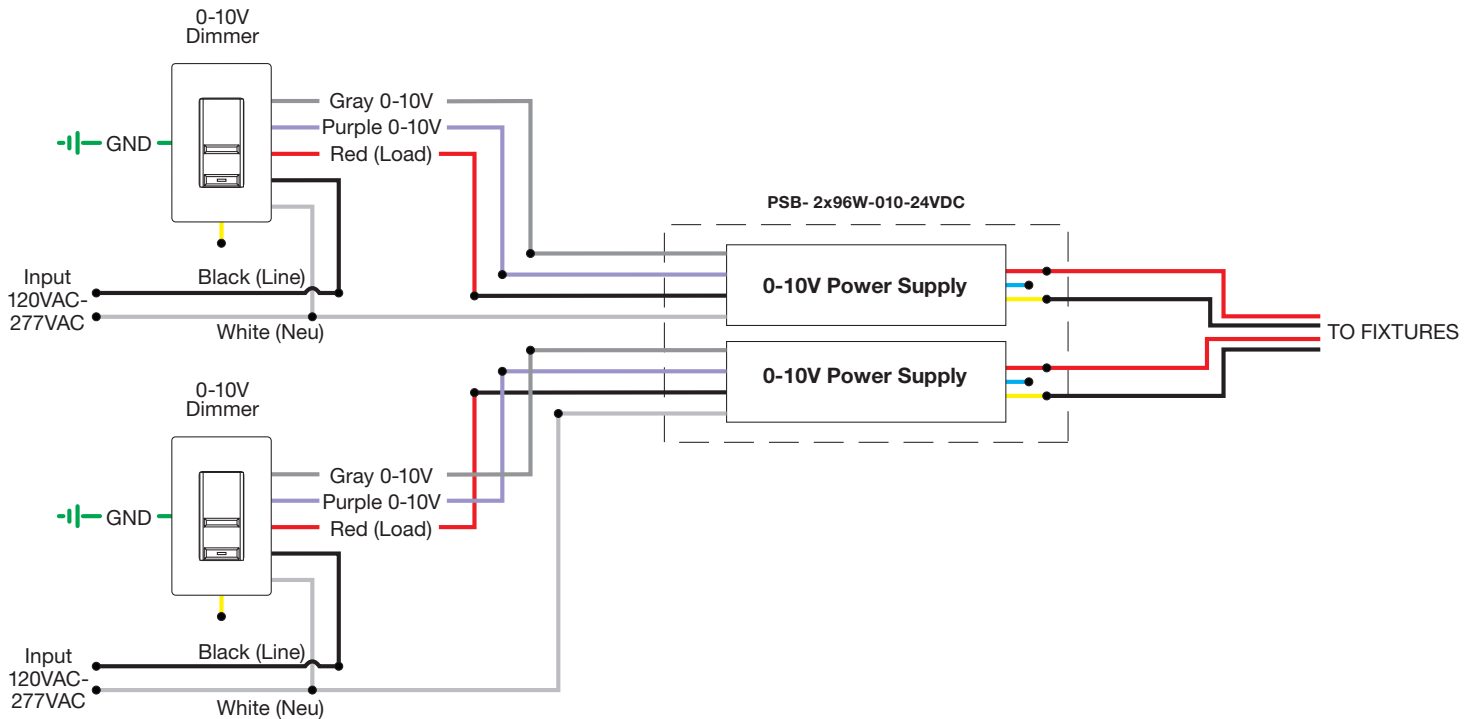 0-10V
Dimmer
Gray 0-10V
Purple 0-10V
GND
Red (Load)
PSB- 2x96W-010-24VDC
Input
120VAC-
277VAC
Black (Line)
White (Neu)
0-10V Power Supply
TO FIXTURES
0-10V Power Supply
0-10V
Dimmer
Gray 0-10V
Purple 0-10V
GND
Red (Load)
Input
120VAC-
277VAC
Black (Line)
White (Neu)